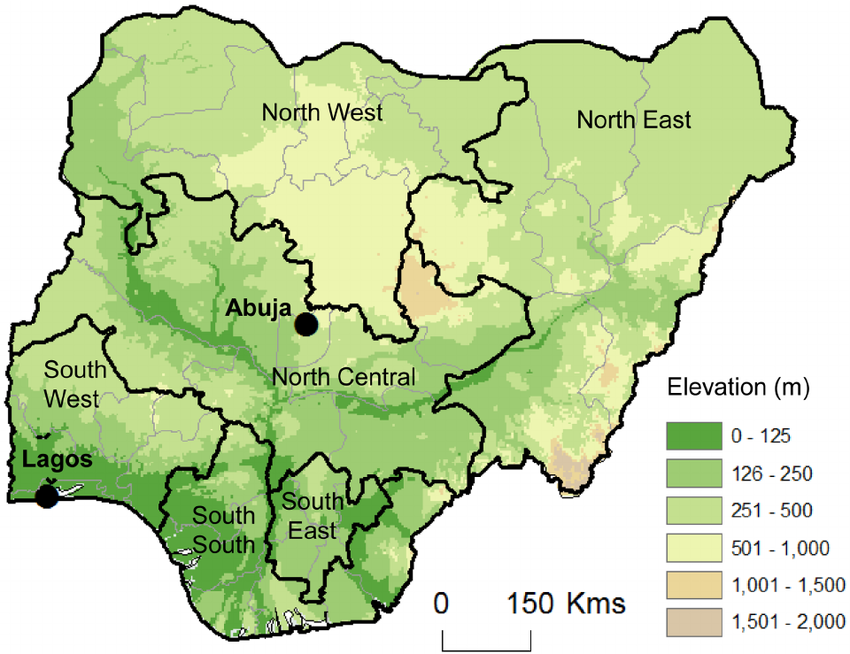 North West
North East
Abuja
North Central
South
West
Lagos
South
South
South
East
Elevation (m)
0 - 125
126 - 250
251 - 500
501 - 1,000
1,001 - 1,500
1,501 - 2,000
0 150 Kms